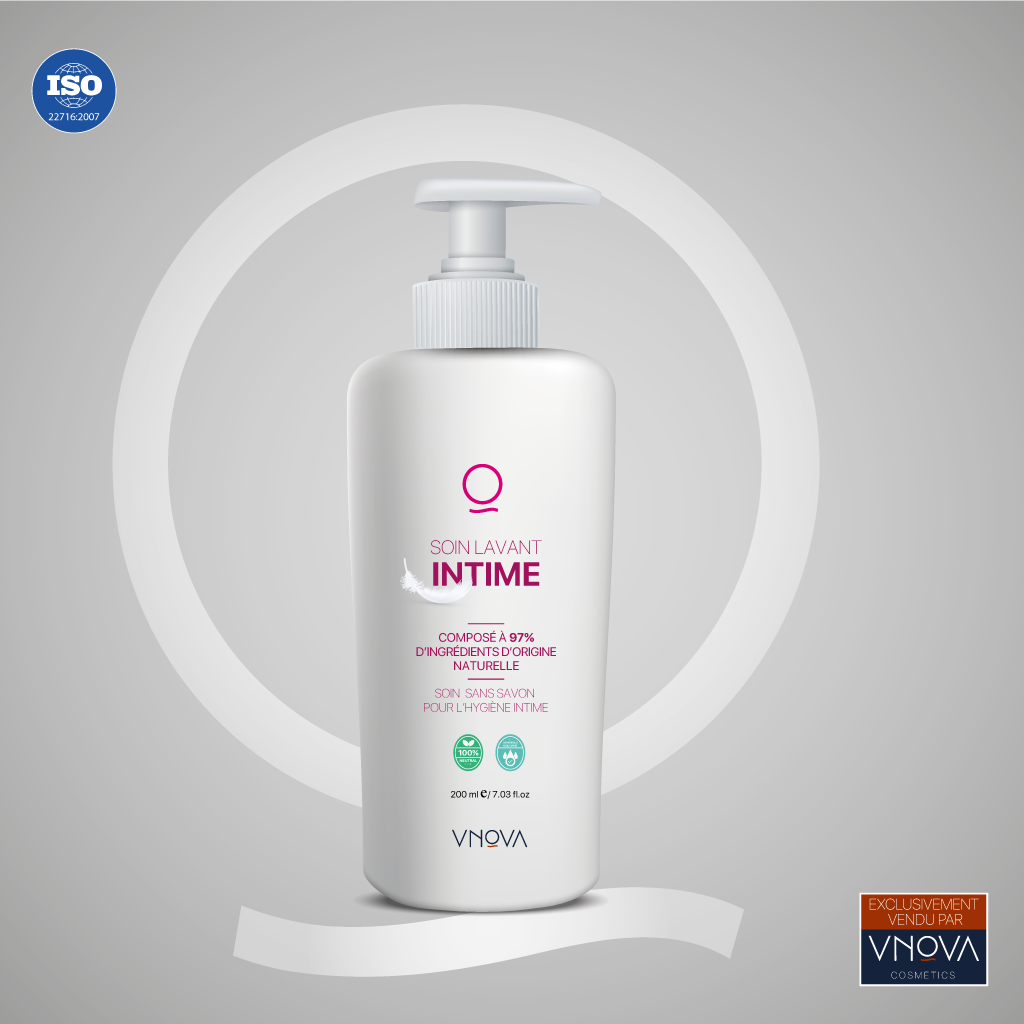 ISO
22716:2007
SOIN LAVANT
INTIME
COMPOSÉ À 97%
D'INGRÉDIENTS D'ORIGINE
NATURELLE
SOIN SANS SAVON
POUR L'HYGIÈNE INTIME
100%
NEUTRAL
200 ml e/ 7.03 fl.oz
VNOVA
EXCLUSIVEMENT
VENDU PAR
VNOVA
COSMETICS